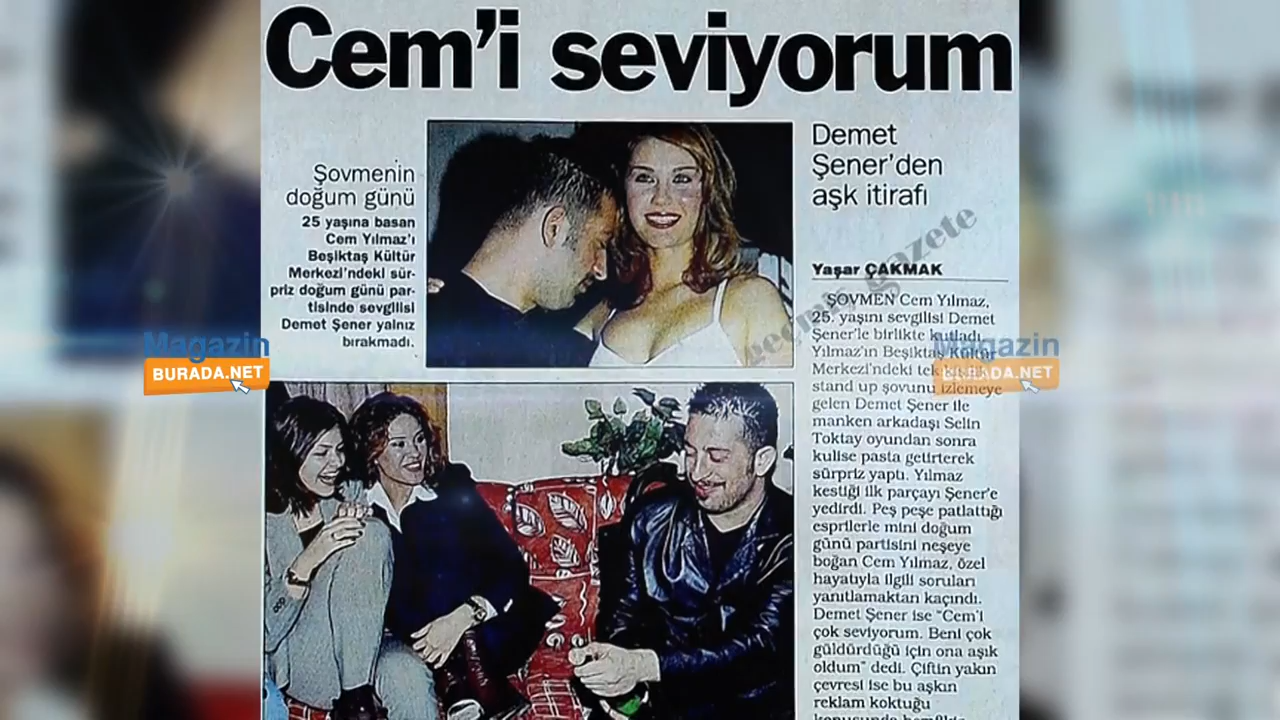 Cem'i seviyorum
Şovmenin
doğum günü
25 yaşına basan
Cem Yılmaz'ı
Beşiktaş Kültür
Merkezi'ndeki sür-
priz doğum günü par-
tisinde sevgilisi
Demet Şener yalnız
bırakmadı.
Demet
Şener'den
aşk itirafı
Yaşar ÇAKMAK
ŞOVMEN Cem Yılmaz,
25. yaşını sevgilisi Demet
Şener'le birlikte kutladı.
Yılmaz'ın Beşiktaş Kültür
Merkezi'ndeki tek
stand up şovunu izlemeye
gelen Demet Şener ile
manken arkadaşı Selin
Toktay oyundan sonra
kulise pasta getirterek
sürpriz yaptı. Yılmaz
kestiği ilk parçayı Şener'e
yedirdi. Peş peşe patlattığı
esprilerle mini doğum
günü partisini neşeye
boğan Cem Yılmaz, özel
hayatıyla ilgili soruları
yanıtlamaktan kaçındı.
Demet Şener ise "Cem'i
çok seviyorum. Beni çok
güldürdüğü için ona aşık
oldum" dedi. Çiftin yakın
çevresi ise bu aşkın
reklam koktuğu
geçmiş gazete
Magazin
BURADA.NET
Magazin
BURADA.NET